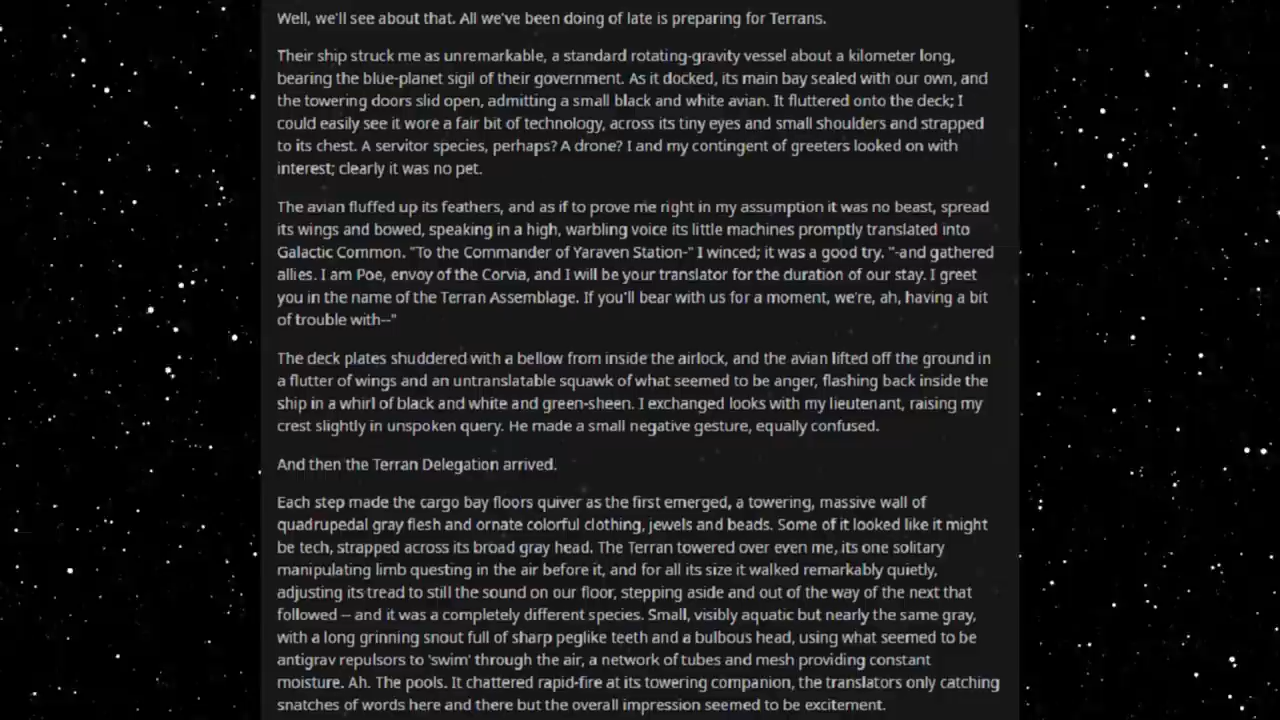 Well, we'll see about that. All we've been doing of late is preparing for Terrans.
Their ship struck me as unremarkable, a standard rotating-gravity vessel about a kilometer long,
bearing the blue-planet sigil of their government. As it docked, its main bay sealed with our own, and
the towering doors slid open, admitting a small black and white avian. It fluttered onto the deck; I
could easily see it wore a fair bit of technology, across its tiny eyes and small shoulders and strapped
to its chest. A servitor species, perhaps? A drone? I and my contingent of greeters looked on with
interest; clearly it was no pet.
The avian fluffed up its feathers, and as if to prove me right in my assumption it was no beast, spread
its wings and bowed, speaking in a high, warbling voice its little machines promptly translated into
Galactic Common. "To the Commander of Yaraven Station-" I winced; it was a good try. "-and gathered
allies. I am Poe, envoy of the Corvia, and I will be your translator for the duration of our stay. I greet
you in the name of the Terran Assemblage. If you'll bear with us for a moment, we're, ah, having a bit
of trouble with--"
The deck plates shuddered with a bellow from inside the airlock, and the avian lifted off the ground in
a flutter of wings and an untranslatable squawk of what seemed to be anger, flashing back inside the
ship in a whirl of black and white and green-sheen. I exchanged looks with my lieutenant, raising my
crest slightly in unspoken query. He made a small negative gesture, equally confused.
And then the Terran Delegation arrived.
Each step made the cargo bay floors quiver as the first emerged, a towering, massive wall of
quadrupedal gray flesh and ornate colorful clothing, jewels and beads. Some of it looked like it might
be tech, strapped across its broad gray head. The Terran towered over even me, its one solitary
manipulating limb questing in the air before it, and for all its size it walked remarkably quietly,
adjusting its tread to still the sound on our floor, stepping aside and out of the way of the next that
followed -- and it was a completely different species. Small, visibly aquatic but nearly the same gray,
with a long grinning snout full of sharp peglike teeth and a bulbous head, using what seemed to be
antigrav repulsors to 'swim' through the air, a network of tubes and mesh providing constant
moisture. Ah. The pools. It chattered rapid-fire at its towering companion, the translators only catching
snatches of words here and there but the overall impression seemed to be excitement.